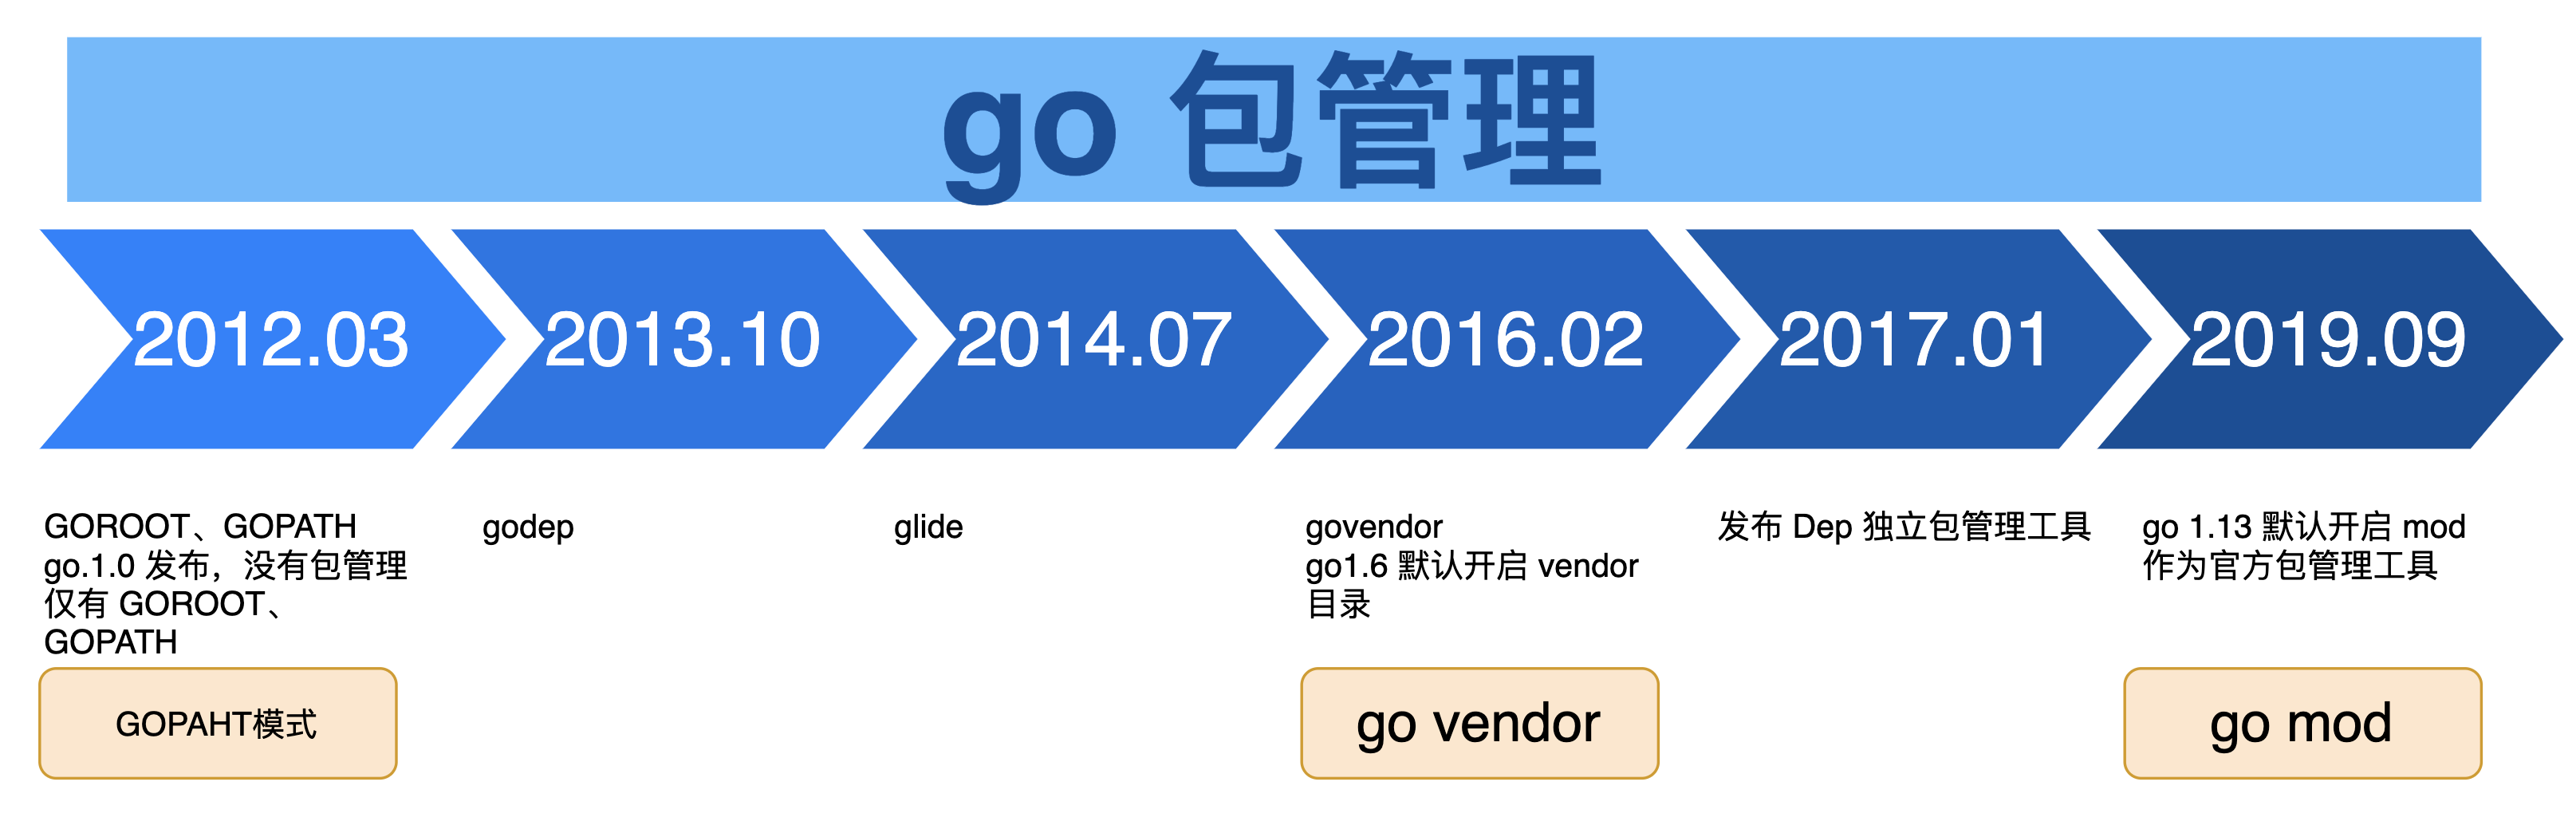 go 包管理
2012.03
2013.10
2014.07
2016.02
2017.01
2019.09
GOROOT、GOPATH
go.1.0 发布，没有包管理
仅有 GOROOT、
GOPATH
godep
glide
govendor
go1.6 默认开启 vendor
目录
发布 Dep 独立包管理工具
go 1.13 默认开启 mod
作为官方包管理工具
GOPAHT模式
go vendor
go mod